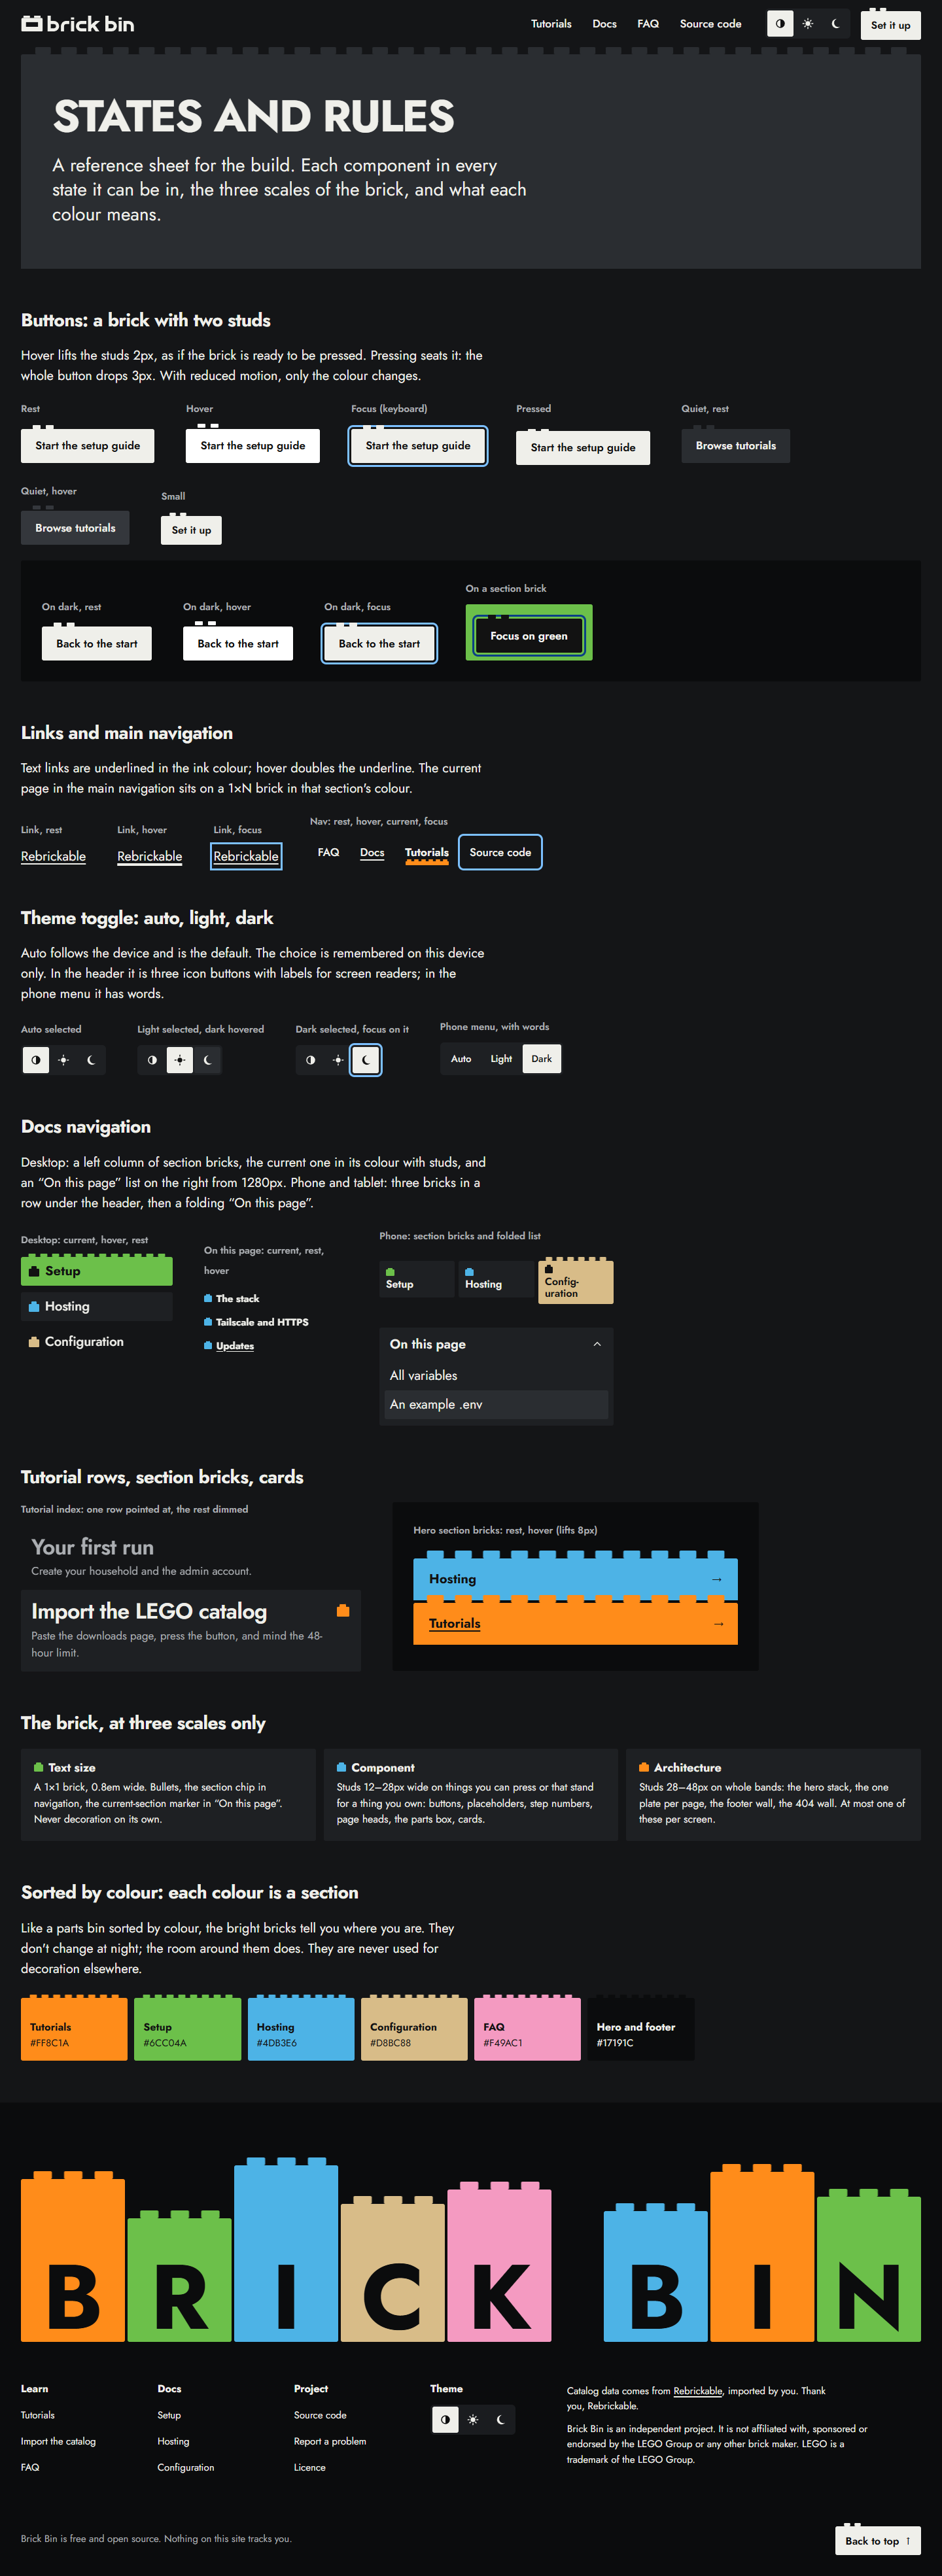 brick bin
Tutorials Docs FAQ Source code Set it up
STATES AND RULES
A reference sheet for the build. Each component in every
state it can be in, the three scales of the brick, and what each
colour means.
Buttons: a brick with two studs
Hover lifts the studs 2px, as if the brick is ready to be pressed. Pressing seats it: the
whole button drops 3px. With reduced motion, only the colour changes.
Rest Hover Focus (keyboard) Pressed Quiet, rest
Start the setup guide Start the setup guide Start the setup guide Start the setup guide Browse tutorials
Quiet, hover Small
Browse tutorials Set it up
On dark, rest On dark, hover On dark, focus On a section brick
Back to the start Back to the start Back to the start Focus on green
Links and main navigation
Text links are underlined in the ink colour; hover doubles the underline. The current
page in the main navigation sits on a 1×N brick in that section's colour.
Link, rest Link, hover Link, focus Nav: rest, hover, current, focus
Rebrickable Rebrickable Rebrickable FAQ Docs Tutorials Source code
Theme toggle: auto, light, dark
Auto follows the device and is the default. The choice is remembered on this device
only. In the header it is three icon buttons with labels for screen readers; in the
phone menu it has words.
Auto selected Light selected, dark hovered Dark selected, focus on it Phone menu, with words
Auto Light Dark
Docs navigation
Desktop: a left column of section bricks, the current one in its colour with studs, and
an “On this page” list on the right from 1280px. Phone and tablet: three bricks in a
row under the header, then a folding “On this page”.
Desktop: current, hover, rest
Setup
Hosting
Configuration
On this page: current, rest,
hover
The stack
Tailscale and HTTPS
Updates
Phone: section bricks and folded list
Setup Hosting Config-
uration
On this page
All variables
An example .env
Tutorial rows, section bricks, cards
Tutorial index: one row pointed at, the rest dimmed
Your first run
Create your household and the admin account.
Import the LEGO catalog
Paste the downloads page, press the button, and mind the 48-
hour limit.
Hero section bricks: rest, hover (lifts 8px)
Hosting →
Tutorials →
The brick, at three scales only
Text size
A 1×1 brick, 0.8em wide. Bullets, the section chip in
navigation, the current-section marker in “On this page”.
Never decoration on its own.
Component
Studs 12–28px wide on things you can press or that stand
for a thing you own: buttons, placeholders, step numbers,
page heads, the parts box, cards.
Architecture
Studs 28–48px on whole bands: the hero stack, the one
plate per page, the footer wall, the 404 wall. At most one of
these per screen.
Sorted by colour: each colour is a section
Like a parts bin sorted by colour, the bright bricks tell you where you are. They
don't change at night; the room around them does. They are never used for
decoration elsewhere.
Tutorials Setup Hosting Configuration FAQ Hero and footer
#FF8C1A #6CC04A #4DB3E6 #D8BC88 #F49AC1 #17191C
BRICK BIN
Learn
Tutorials
Import the catalog
FAQ
Docs
Setup
Hosting
Configuration
Project
Source code
Report a problem
Licence
Theme
Catalog data comes from Rebrickable, imported by you. Thank
you, Rebrickable.
Brick Bin is an independent project. It is not affiliated with, sponsored or
endorsed by the LEGO Group or any other brick maker. LEGO is a
trademark of the LEGO Group.
Brick Bin is free and open source. Nothing on this site tracks you.
Back to top ↑